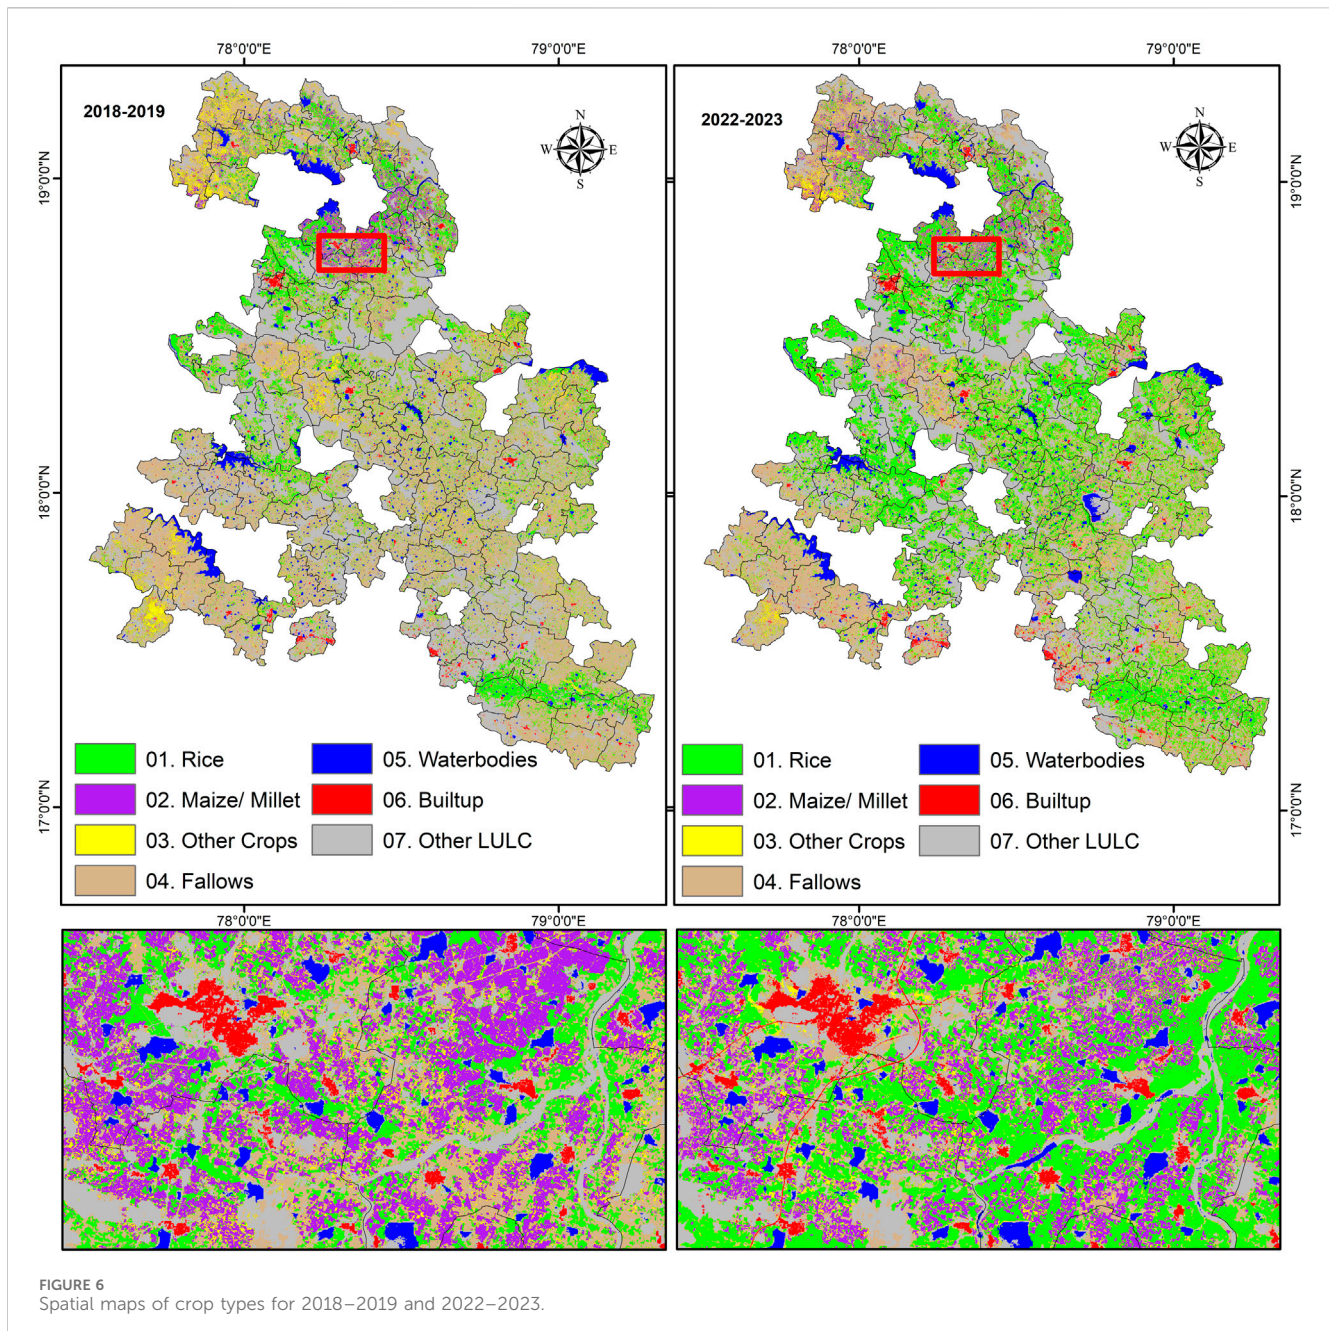 78°0'0"E
79°0'0"E
78°0'0"E
79°0'0"E
2018-2019
N
W
E
S
2022-2023
N
W
E
S
19°0'0"N
19°0'0"N
18°0'0"N
18°0'0"N
17°0'0"N
17°0'0"N
01. Rice
05. Waterbodies
02. Maize/ Millet
06. Builtup
03. Other Crops
07. Other LULC
04. Fallows
01. Rice
05. Waterbodies
02. Maize/ Millet
06. Builtup
03. Other Crops
07. Other LULC
04. Fallows
78°0'0"E
79°0'0"E
78°0'0"E
79°0'0"E
FIGURE 6
Spatial maps of crop types for 2018–2019 and 2022–2023.